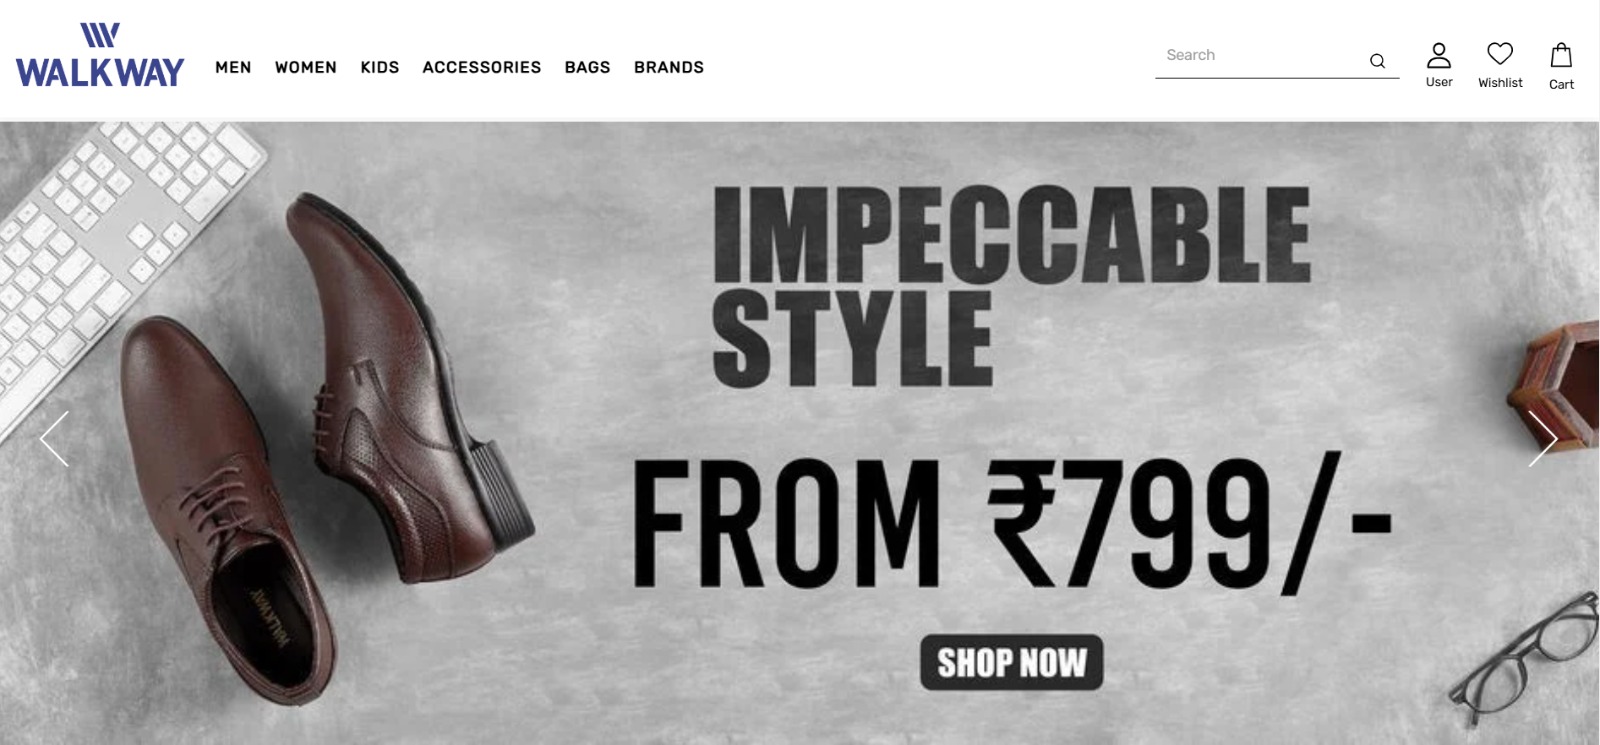 WALKWAY
MEN WOMEN KIDS ACCESSORIES BAGS BRANDS
Search
User Wishlist Cart
IMPECCABLE
STYLE
FROM ₹799/-
SHOP NOW
WALKWAY